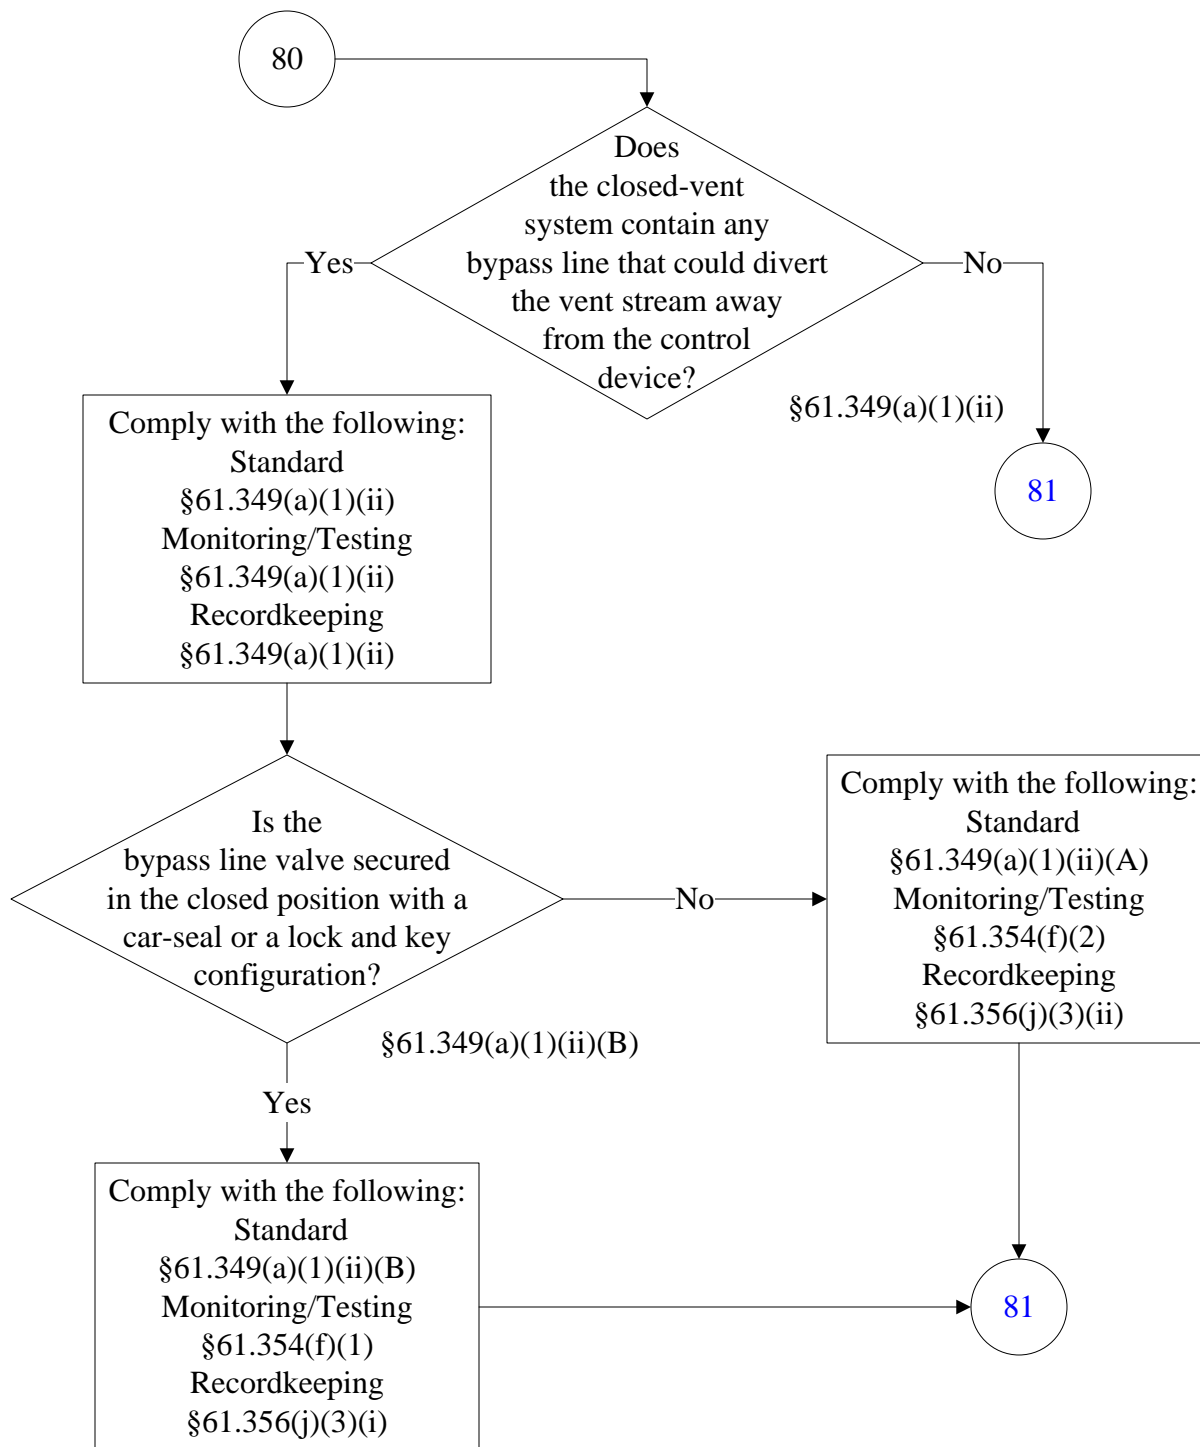 80
Does
the closed-vent
system contain any
bypass line that could divert
the vent stream away
from the control
device?
Yes
No
§61.349(a)(1)(ii)
81
Comply with the following:
Standard
§61.349(a)(1)(ii)
Monitoring/Testing
§61.349(a)(1)(ii)
Recordkeeping
§61.349(a)(1)(ii)
Is the
bypass line valve secured
in the closed position with a
car-seal or a lock and key
configuration?
No
§61.349(a)(1)(ii)(B)
Yes
Comply with the following:
Standard
§61.349(a)(1)(ii)(A)
Monitoring/Testing
§61.354(f)(2)
Recordkeeping
§61.356(j)(3)(ii)
Comply with the following:
Standard
§61.349(a)(1)(ii)(B)
Monitoring/Testing
§61.354(f)(1)
Recordkeeping
§61.356(j)(3)(i)
81